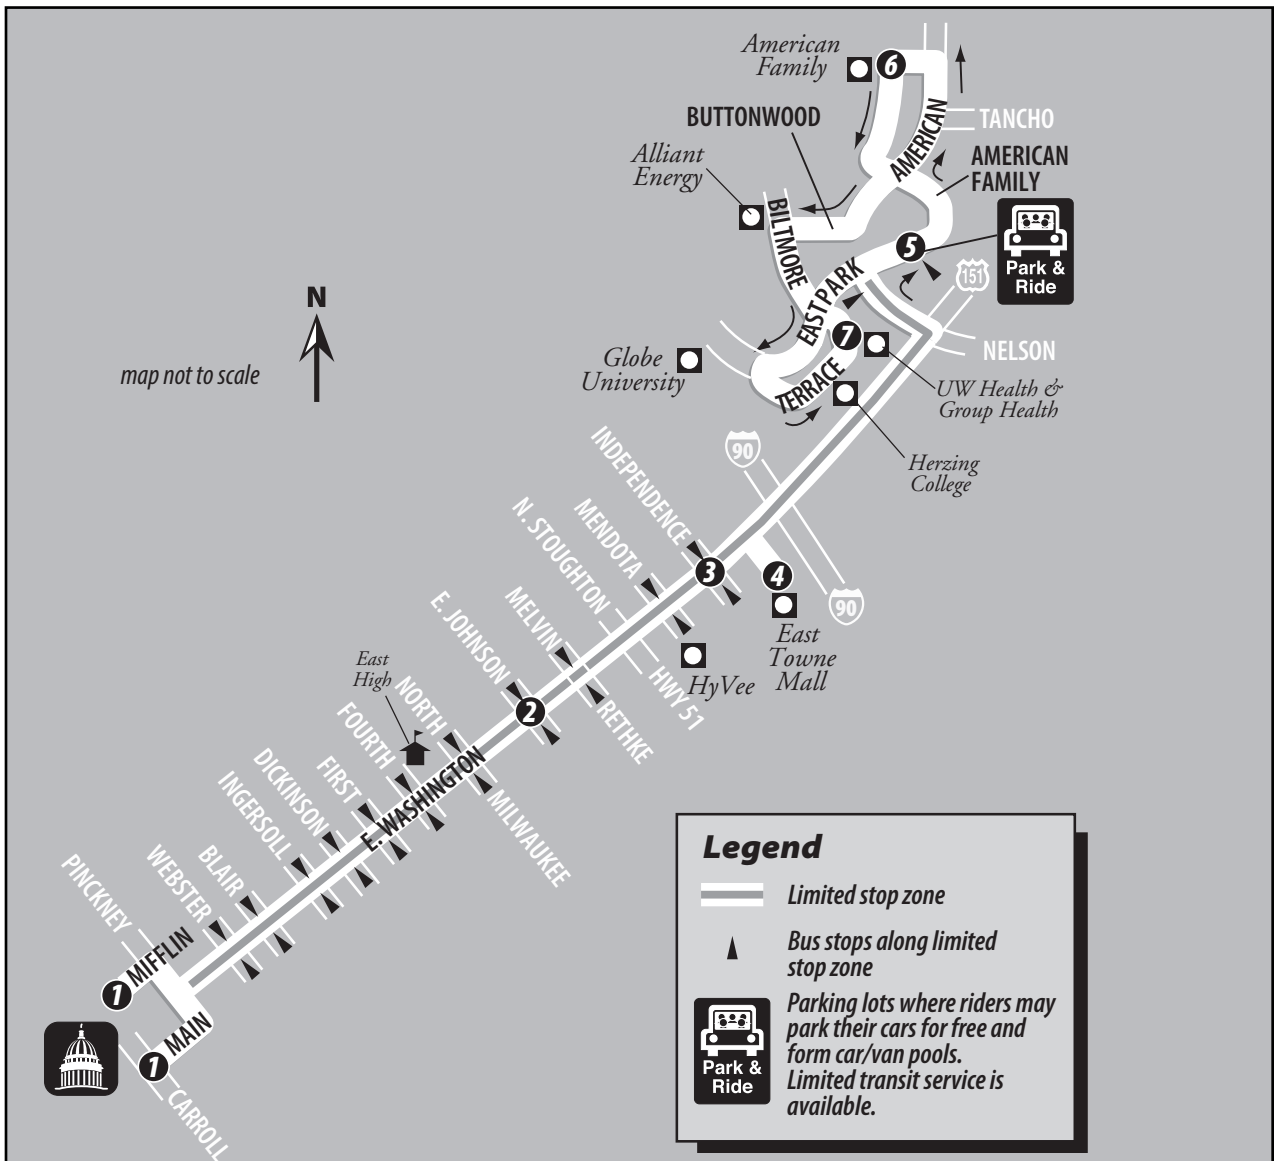 American
Family
6
BUTTONWOOD
AMERICAN
TANCHO
Alliant
Energy
AMERICAN
FAMILY
BILTMORE
5
Park &
Ride
EASTPARK
151
N
map not to scale
7
NELSON
Globe
University
TERRACE
UW Health &
Group Health
INDEPENDENCE
90
Herzing
College
MENDOTA
N. STOUGHTON
3
4
90
MELVIN
E. JOHNSON
East
Towne
Mall
HyVee
HWY 51
East
High
NORTH
2
RETHKE
FOURTH
FIRST
DICKINSON
INGERSOLL
E. WASHINGTON
MILWAUKEE
BLAIR
WEBSTER
PINCKNEY
MIFFLIN
1
MAIN
1
CARROLL
Legend
Limited stop zone
Bus stops along limited
stop zone
Park &
Ride
Parking lots where riders may
park their cars for free and
form car/van pools.
Limited transit service is
available.